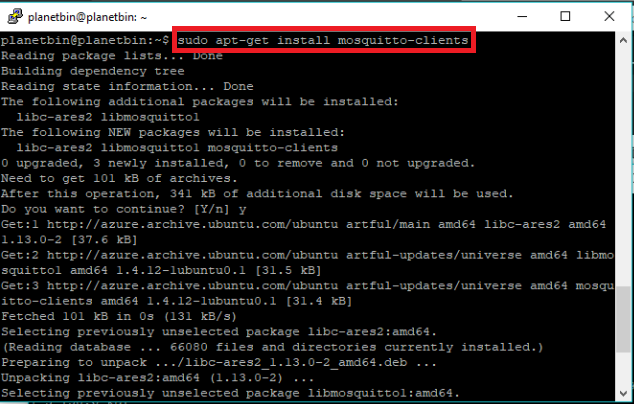 planetbin@planetbin: ~
planetbin@planetbin:~$ sudo apt-get install mosquitto-clients
Reading package lists... Done
Building dependency tree
Reading state information... Done
The following additional packages will be installed:
  libc-ares2 libmosquitto1
The following NEW packages will be installed:
  libc-ares2 libmosquitto1 mosquitto-clients
0 upgraded, 3 newly installed, 0 to remove and 0 not upgraded.
Need to get 101 kB of archives.
After this operation, 341 kB of additional disk space will be used.
Do you want to continue? [Y/n] y
Get:1 http://azure.archive.ubuntu.com/ubuntu artful/main amd64 libc-ares2 amd64
1.13.0-2 [37.6 kB]
Get:2 http://azure.archive.ubuntu.com/ubuntu artful-updates/universe amd64 libmo
squitto1 amd64 1.4.12-1ubuntu0.1 [31.5 kB]
Get:3 http://azure.archive.ubuntu.com/ubuntu artful-updates/universe amd64 mosqu
itto-clients amd64 1.4.12-1ubuntu0.1 [31.4 kB]
Fetched 101 kB in 0s (131 kB/s)
Selecting previously unselected package libc-ares2:amd64.
(Reading database ... 66080 files and directories currently installed.)
Preparing to unpack .../libc-ares2_1.13.0-2_amd64.deb ...
Unpacking libc-ares2:amd64 (1.13.0-2) ...
Selecting previously unselected package libmosquitto1:amd64.